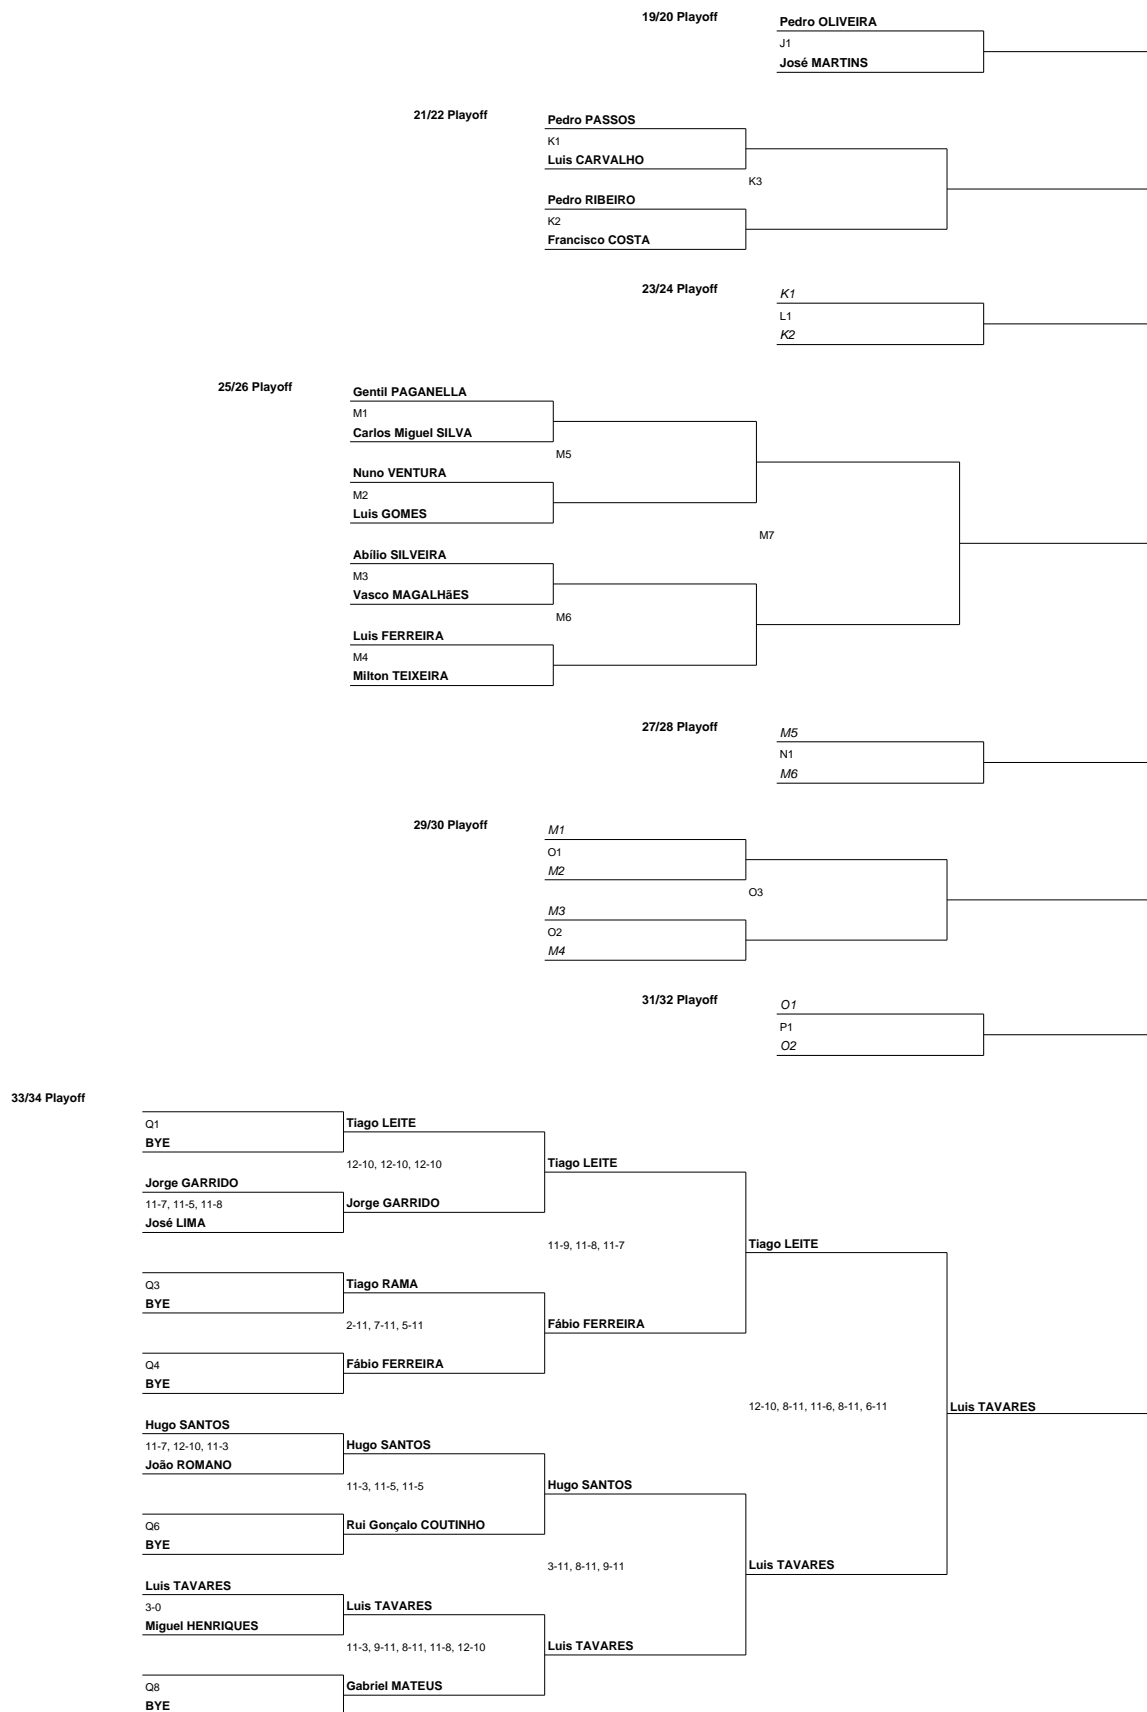 19/20 Playoff
Pedro OLIVEIRA
J1
José MARTINS
21/22 Playoff
Pedro PASSOS
K1
Luis CARVALHO
K3
Pedro RIBEIRO
K2
Francisco COSTA
23/24 Playoff
K1
L1
K2
25/26 Playoff
Gentil PAGANELLA
M1
Carlos Miguel SILVA
M5
Nuno VENTURA
M2
Luis GOMES
M7
Abílio SILVEIRA
M3
Vasco MAGALHãES
M6
Luis FERREIRA
M4
Milton TEIXEIRA
27/28 Playoff
M5
N1
M6
29/30 Playoff
M1
O1
M2
O3
M3
O2
M4
31/32 Playoff
O1
P1
O2
33/34 Playoff
Q1
Tiago LEITE
BYE
12-10, 12-10, 12-10
Tiago LEITE
Jorge GARRIDO
11-7, 11-5, 11-8
Jorge GARRIDO
José LIMA
11-9, 11-8, 11-7
Tiago LEITE
Q3
Tiago RAMA
BYE
2-11, 7-11, 5-11
Fábio FERREIRA
Q4
Fábio FERREIRA
BYE
12-10, 8-11, 11-6, 8-11, 6-11
Luis TAVARES
Hugo SANTOS
11-7, 12-10, 11-3
Hugo SANTOS
João ROMANO
11-3, 11-5, 11-5
Hugo SANTOS
Q6
Rui Gonçalo COUTINHO
BYE
3-11, 8-11, 9-11
Luis TAVARES
Luis TAVARES
3-0
Luis TAVARES
Miguel HENRIQUES
11-3, 9-11, 8-11, 11-8, 12-10
Luis TAVARES
Q8
Gabriel MATEUS
BYE